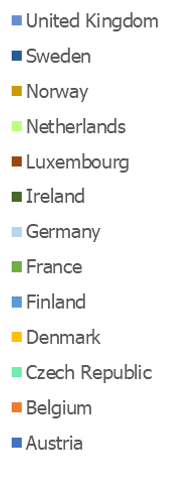 United Kingdom
Sweden
Norway
Netherlands
Luxembourg
Ireland
Germany
France
Finland
Denmark
Czech Republic
Belgium
Austria